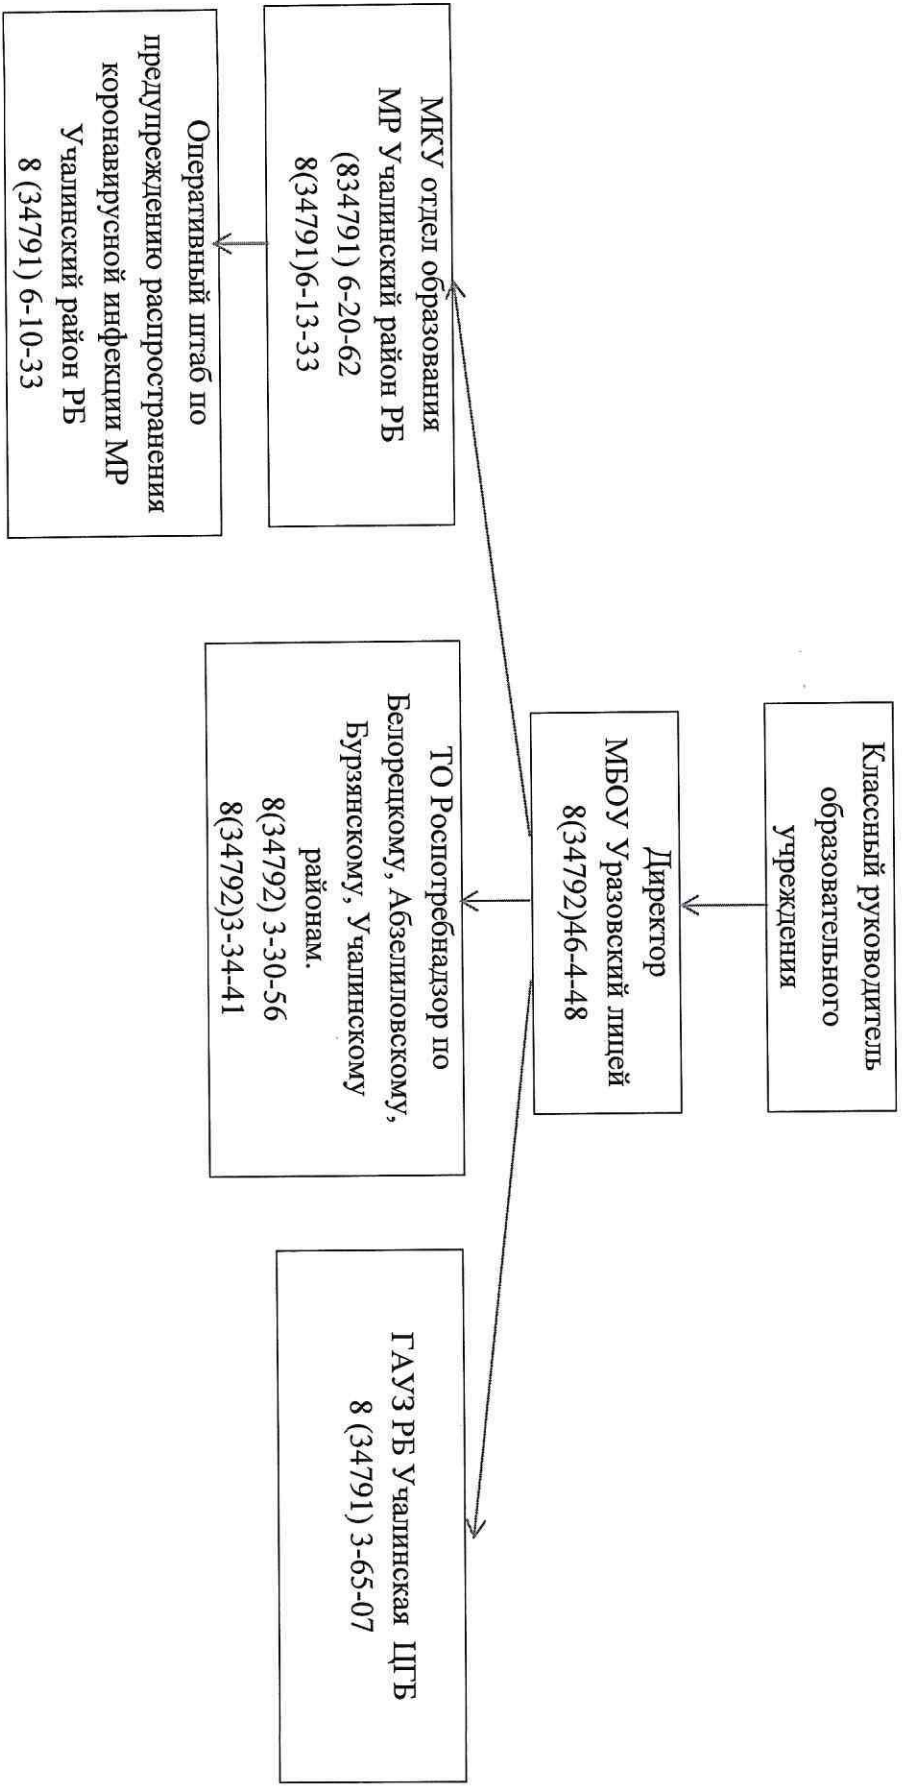 Классный руководитель
образовательного
учреждения
Директор
МБОУ Уразовский лицей
8(34792)46-4-48
МКУ отдел образования
МР Учалинский район РБ
(834791) 6-20-62
8(34791)6-13-33
ТО Роспотребнадзор по
Белорецкому, Абзелиловскому,
Бурзянскому, Учалинскому
районам.
8(34792) 3-30-56
8(34792)3-34-41
ГАУЗ РБ Учалинская ЦГБ
8 (34791) 3-65-07
Оперативный штаб по
предупреждению распространения
коронавирусной инфекции МР
Учалинский район РБ
8 (34791) 6-10-33